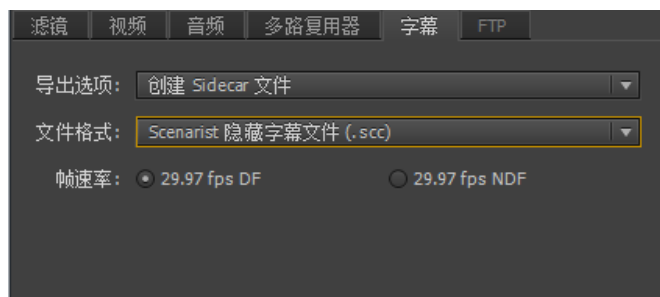 滤镜 视频 音频 多路复用器 字幕 FTP
导出选项: 创建 Sidecar 文件
文件格式: Scenarist 隐藏字幕文件 (.scc)
帧速率: 29.97 fps DF 29.97 fps NDF